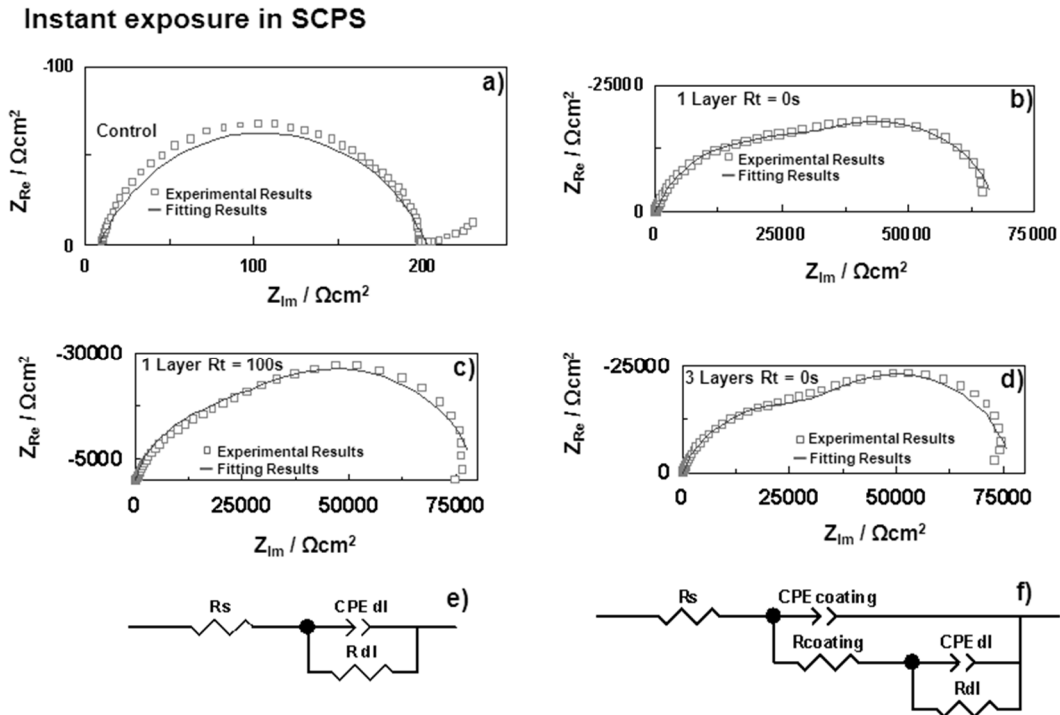 Instant exposure in SCPS
-100
a)
Control
Z_Re / Ωcm²
Experimental Results
Fitting Results
0
0
100
200
Z_Im / Ωcm²
-25000
b)
1 Layer Rt = 0s
Z_Re / Ωcm²
Experimental Results
Fitting Results
0
0
25000
50000
75000
Z_Im / Ωcm²
-30000
c)
1 Layer Rt = 100s
Z_Re / Ωcm²
Experimental Results
Fitting Results
-5000
0
25000
50000
75000
Z_Im / Ωcm²
-25000
d)
3 Layers Rt = 0s
Z_Re / Ωcm²
Experimental Results
Fitting Results
0
0
25000
50000
75000
Z_Im / Ωcm²
e)
Rs
CPE dl
R dl
f)
Rs
CPE coating
Rcoating
CPE dl
Rdl